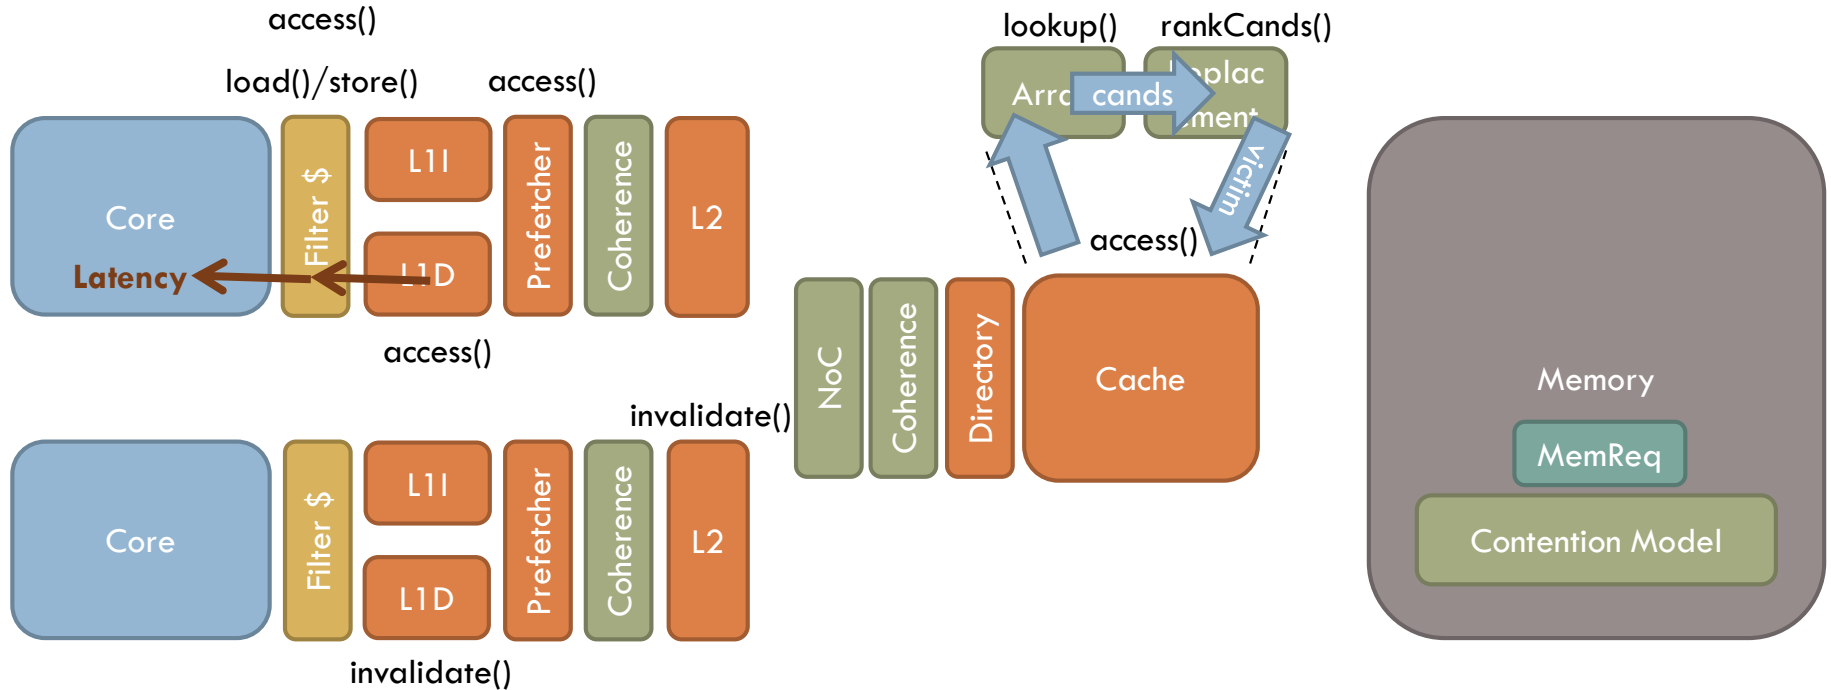 access()
load()/store()
access()
Core
Filter $
L1I
L1D
Prefetcher
Coherence
L2
Latency
access()
lookup()
rankCands()
cands
victim
access()
NoC
Coherence
Directory
Cache
invalidate()
Memory
MemReq
Contention Model
Core
Filter $
L1I
L1D
Prefetcher
Coherence
L2
invalidate()